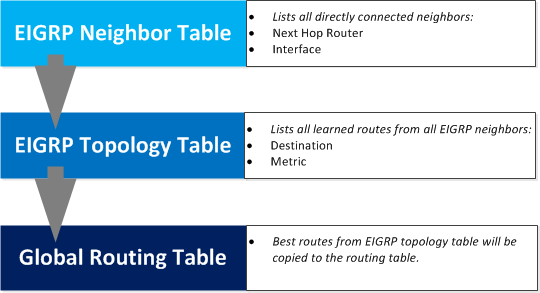 EIGRP Neighbor Table
• Lists all directly connected neighbors:
• Next Hop Router
• Interface
EIGRP Topology Table
• Lists all learned routes from all EIGRP neighbors:
• Destination
• Metric
Global Routing Table
• Best routes from EIGRP topology table will be
copied to the routing table.